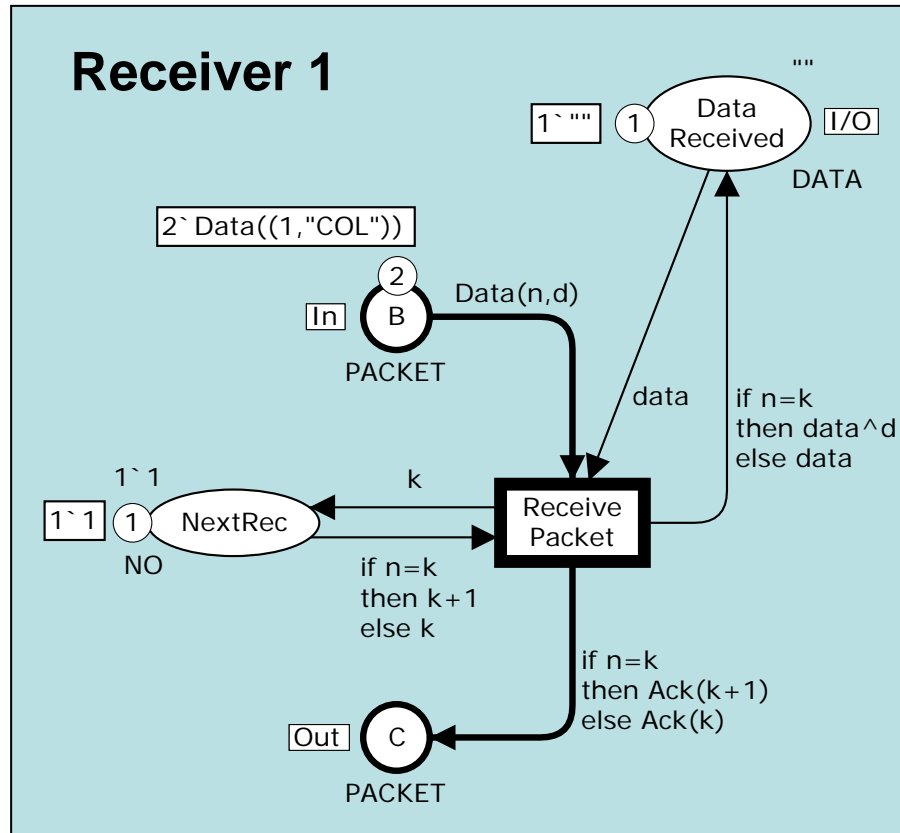 Receiver 1
""
1`""
1
Data
Received
I/O
DATA
2`Data((1,"COL"))
2
Data(n,d)
In
B
PACKET
data
if n=k
then data^d
else data
1`1
k
1`1
1
NextRec
Receive
Packet
NO
if n=k
then k+1
else k
if n=k
then Ack(k+1)
else Ack(k)
Out
C
PACKET